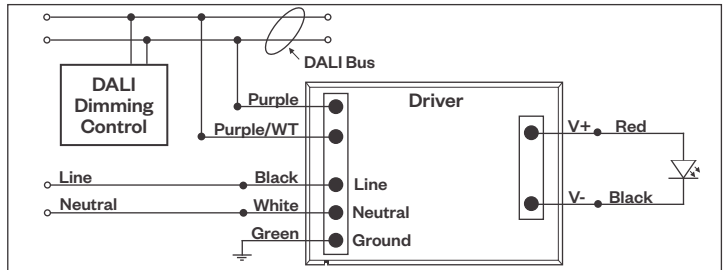 DALI Bus
DALI
Dimming
Control
Purple
Driver
Purple/WT
V+ Red
Line Black Line
Neutral White Neutral
V- Black
Green Ground